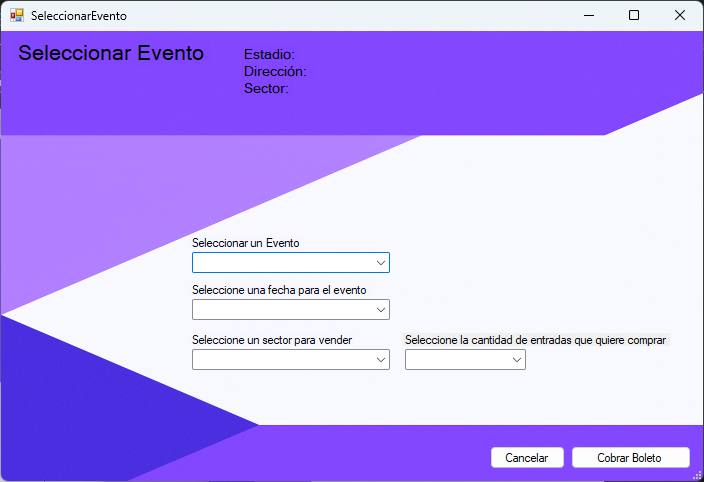 SeleccionarEvento
Seleccionar Evento
Estadio:
Dirección:
Sector:
Seleccionar un Evento
Seleccione una fecha para el evento
Seleccione un sector para vender
Seleccione la cantidad de entradas que quiere comprar
Cancelar
Cobrar Boleto